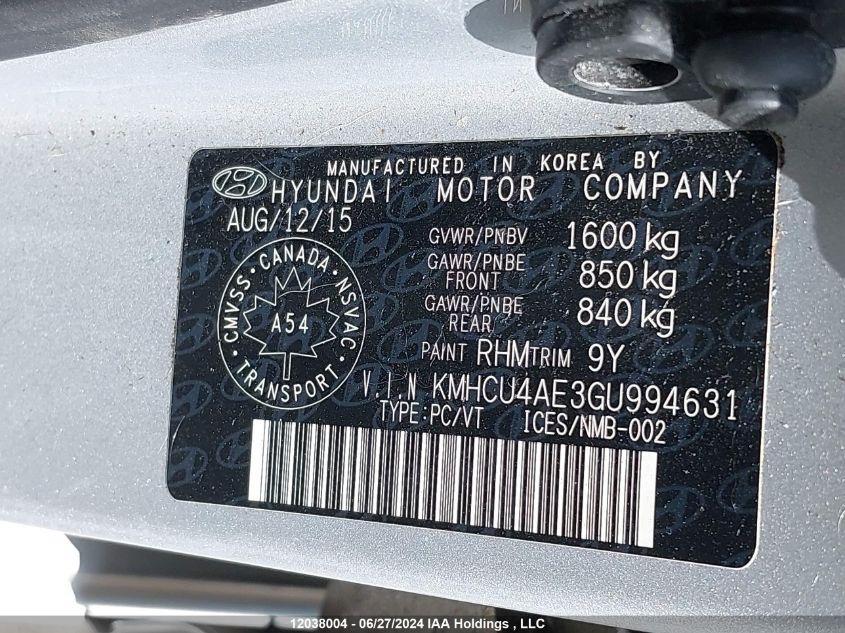 MANUFACTURED IN KOREA BY
HYUNDAI MOTOR COMPANY
AUG/12/15
GVWR/PNBV 1600 kg
GAWR/PNBE FRONT 850 kg
GAWR/PNBE REAR 840 kg
CANADA
CMVSS NSVAC
A54
TRANSPORT
PAINT RHM TRIM 9Y
V.I.N KMHCU4AE3GU994631
TYPE:PC/VT ICES/NMB-002
12038004 - 06/27/2024 IAA Holdings , LLC